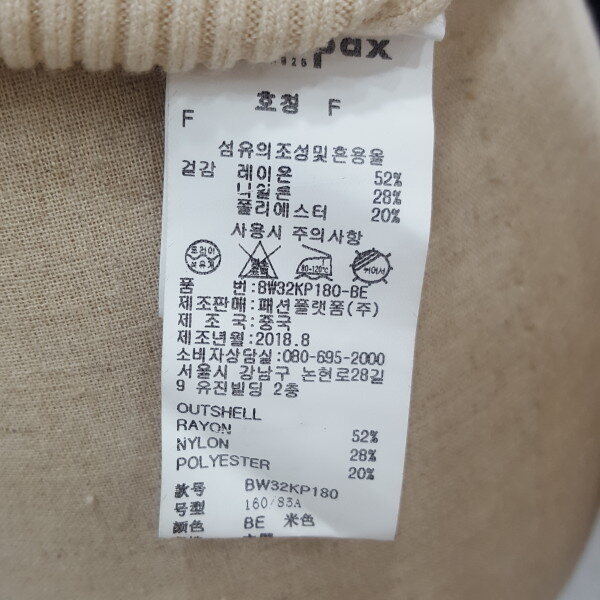 pax
호칭 F
F
섬유의조성및혼용율
겉감 레이온 52%
나일론 28%
폴리에스터 20%
사용시 주의사항
드라이
80-120℃
품 번:BW32KP180-BE
제조판매:패션플랫폼(주)
제 조 국:중국
제조년월:2018.8
소비자상담실:080-695-2000
서울시 강남구 논현로28길
9 유진빌딩 2층
OUTSHELL
RAYON 52%
NYLON 28%
POLYESTER 20%
款号 BW32KP180
号型 160/83A
颜色 BE 米色